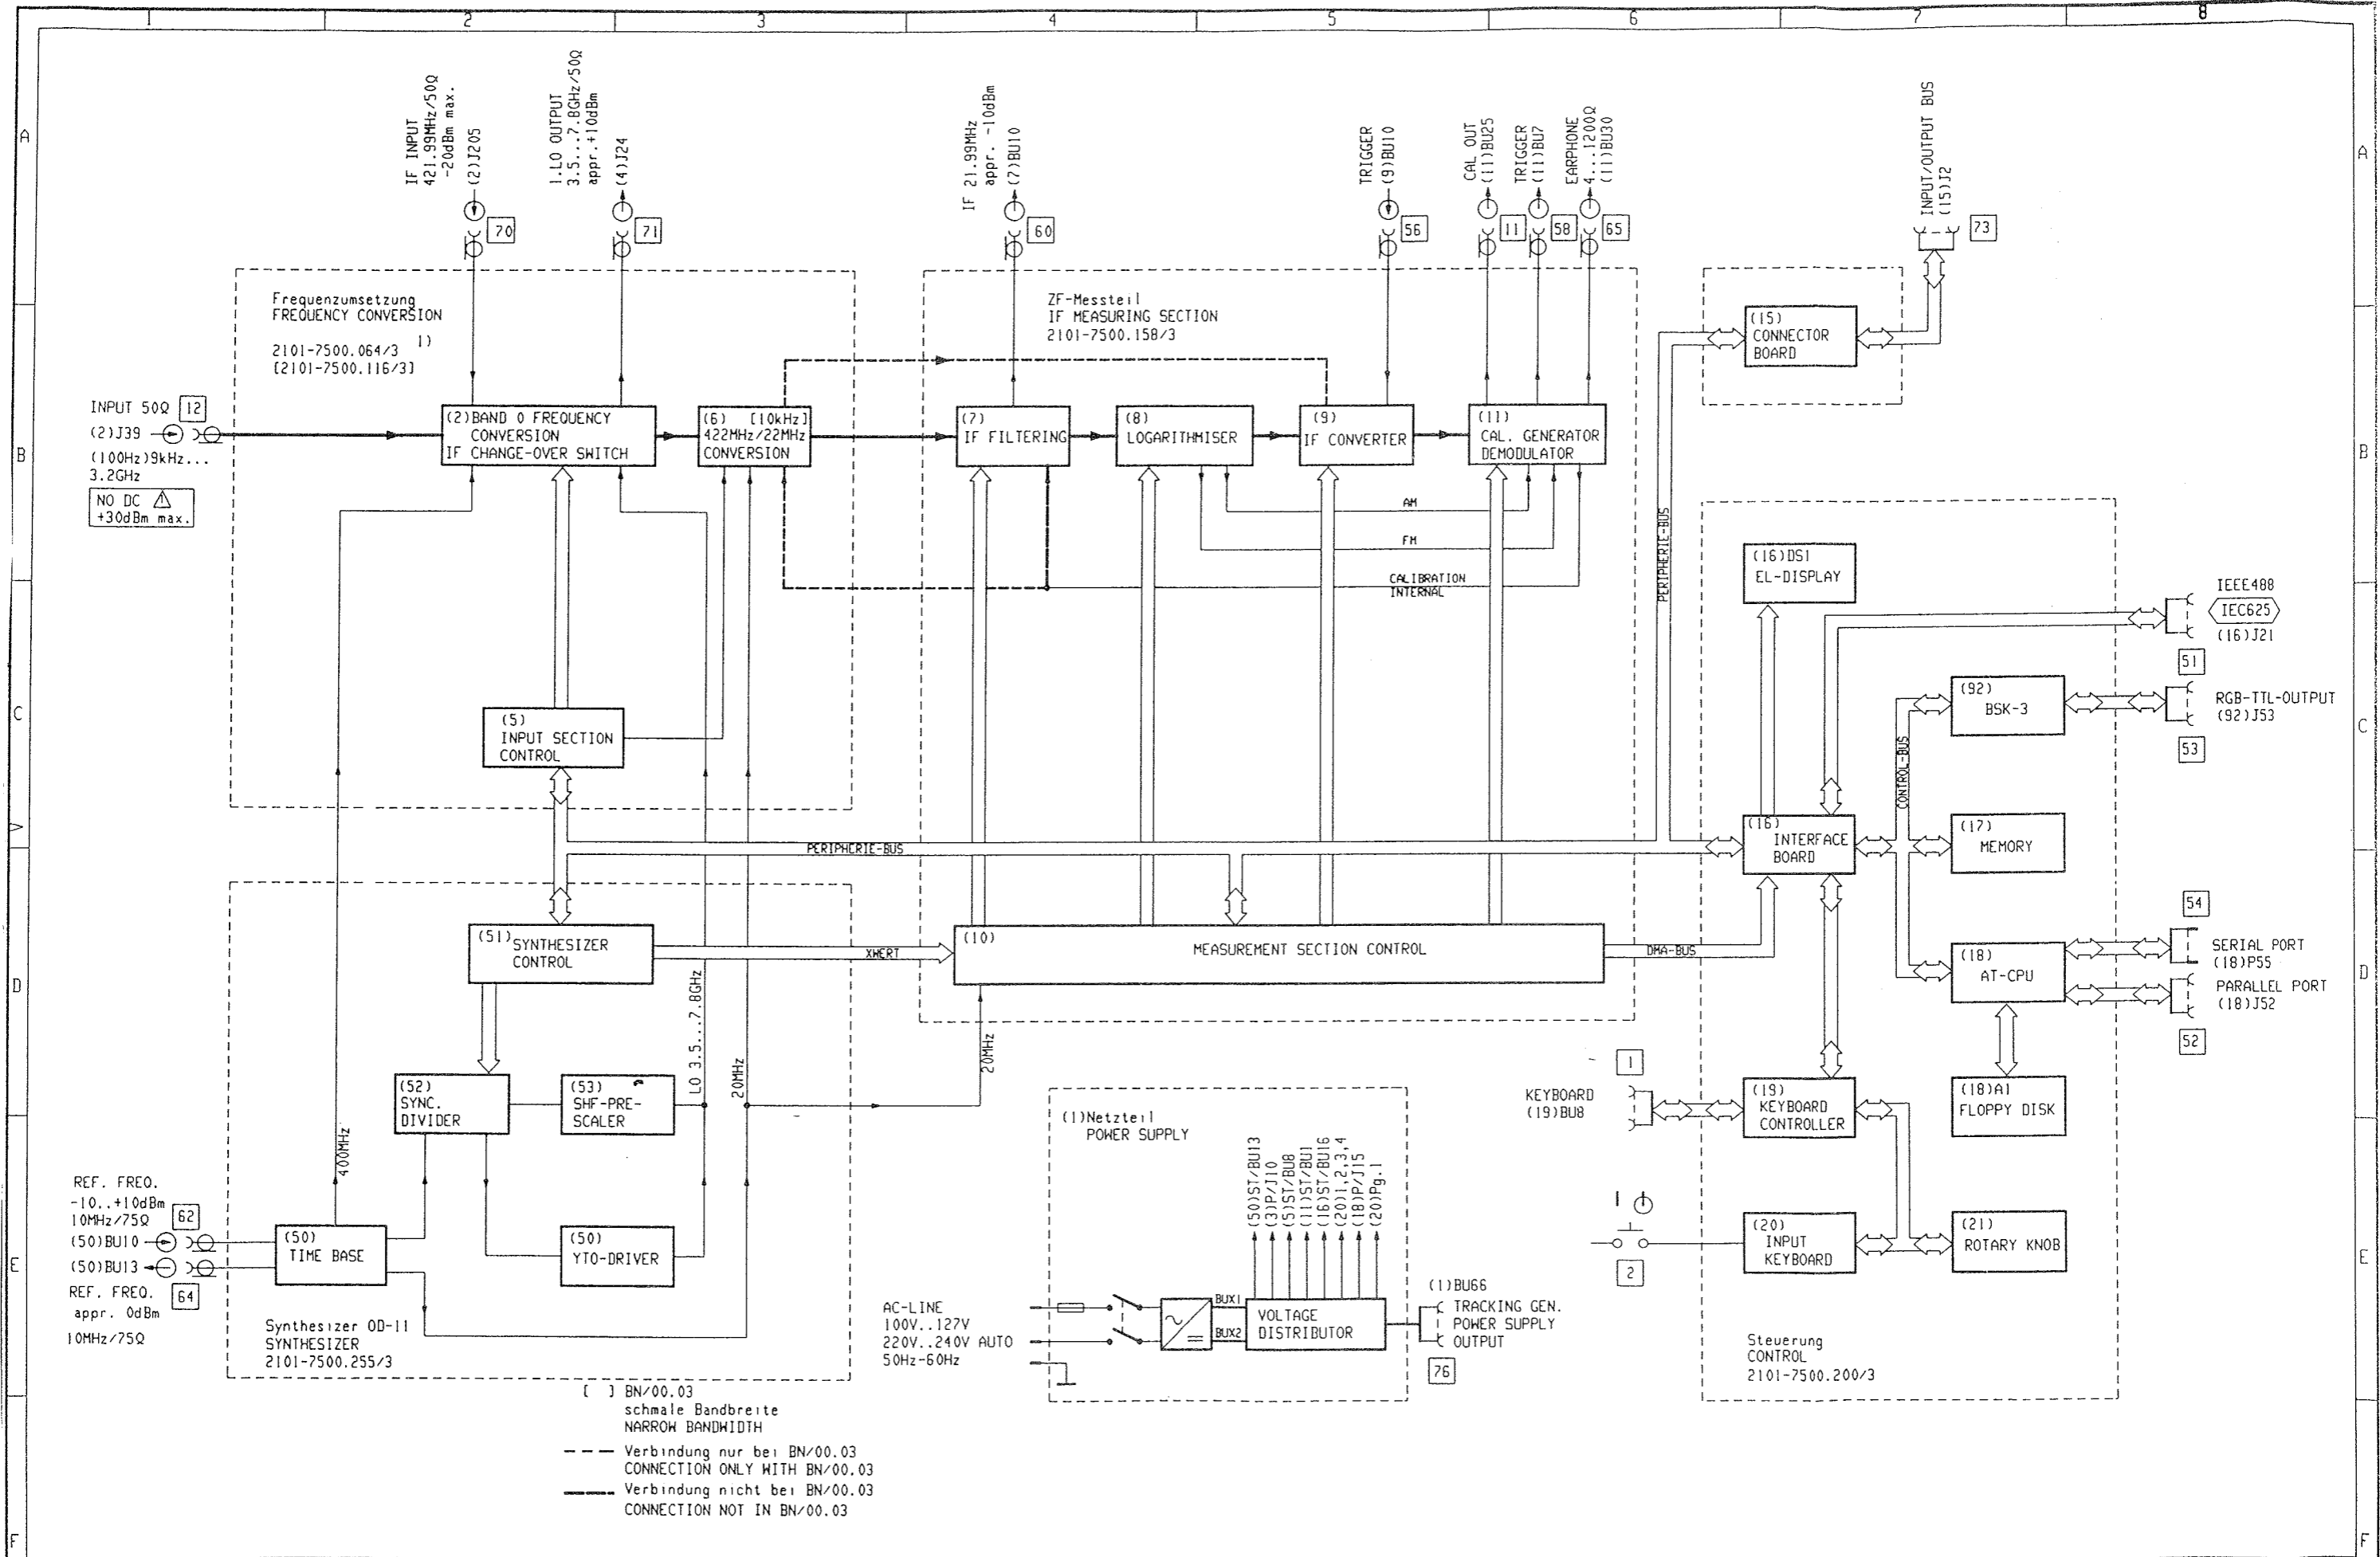 1 2 3 4 5 6 7 8
A
B
C
D
E
F
A
B
C
D
E
F
IF INPUT
421.99MHz/50Ω
-20dBm max.
(2)J205
70
1.LO OUTPUT
3.5...7.8GHz/50Ω
appr.+10dBm
(4)J24
71
IF 21.99MHz
appr. -10dBm
(7)BU10
60
TRIGGER
(9)BU10
56
CAL OUT
(11)BU25
11
TRIGGER
(11)BU7
58
EARPHONE
4...1200Ω
(11)BU30
65
INPUT/OUTPUT BUS
(15)J2
73
Frequenzumsetzung
FREQUENCY CONVERSION
1)
2101-7500.064/3
[2101-7500.116/3]
ZF-Messteil
IF MEASURING SECTION
2101-7500.158/3
(15)
CONNECTOR
BOARD
INPUT 50Ω 12
(2)J39
(100Hz)9kHz...
3.2GHz
NO DC
+30dBm max.
(2)BAND 0 FREQUENCY
CONVERSION
IF CHANGE-OVER SWITCH
(6) [10kHz]
422MHz/22MHz
CONVERSION
(7)
IF FILTERING
(8)
LOGARITHMISER
(9)
IF CONVERTER
(11)
CAL. GENERATOR
DEMODULATOR
AM
FM
CALIBRATION
INTERNAL
PERIPHERIE-BUS
(16)DS1
EL-DISPLAY
IEEE488
IEC625
(16)J21
51
(92)
BSK-3
RGB-TTL-OUTPUT
(92)J53
53
CONTROL-BUS
(5)
INPUT SECTION
CONTROL
PERIPHERIE-BUS
(16)
INTERFACE
BOARD
(17)
MEMORY
(51)
SYNTHESIZER
CONTROL
XWERT
(10)
MEASUREMENT SECTION CONTROL
DMA-BUS
(18)
AT-CPU
54
SERIAL PORT
(18)P55
PARALLEL PORT
(18)J52
52
LO 3.5...7.8GHz
20MHz
20MHz
400MHz
(52)
SYNC.
DIVIDER
(53)
SHF-PRE-
SCALER
1
KEYBOARD
(19)BU8
(19)
KEYBOARD
CONTROLLER
(18)A1
FLOPPY DISK
(1)Netzteil
POWER SUPPLY
(50)ST/BU13
(3)P/J10
(5)ST/BU8
(11)ST/BU1
(16)ST/BU16
(20)1,2,3,4
(18)P/J15
(20)Pg.1
REF. FREQ.
-10..+10dBm
10MHz/75Ω
62
(50)BU10
(50)BU13
REF. FREQ.
64
appr. 0dBm
10MHz/75Ω
(50)
TIME BASE
(50)
YTO-DRIVER
2
(20)
INPUT
KEYBOARD
(21)
ROTARY KNOB
AC-LINE
100V..127V
220V..240V AUTO
50Hz-60Hz
BUX1
BUX2
VOLTAGE
DISTRIBUTOR
(1)BU66
TRACKING GEN.
POWER SUPPLY
OUTPUT
76
Synthesizer OD-11
SYNTHESIZER
2101-7500.255/3
Steuerung
CONTROL
2101-7500.200/3
[ ] BN/00.03
schmale Bandbreite
NARROW BANDWIDTH
Verbindung nur bei BN/00.03
CONNECTION ONLY WITH BN/00.03
Verbindung nicht bei BN/00.03
CONNECTION NOT IN BN/00.03